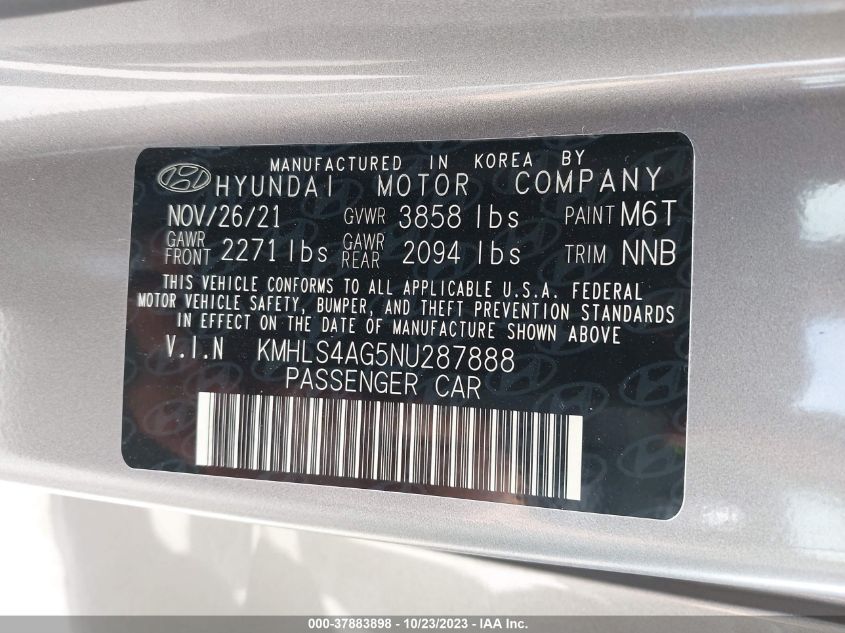 MANUFACTURED IN KOREA BY
HYUNDAI MOTOR COMPANY
NOV/26/21 GVWR 3858 lbs PAINT M6T
GAWR FRONT 2271 lbs GAWR REAR 2094 lbs TRIM NNB
THIS VEHICLE CONFORMS TO ALL APPLICABLE U.S.A. FEDERAL
MOTOR VEHICLE SAFETY, BUMPER, AND THEFT PREVENTION STANDARDS
IN EFFECT ON THE DATE OF MANUFACTURE SHOWN ABOVE
V.I.N KMHLS4AG5NU287888
PASSENGER CAR
000-37883898 - 10/23/2023 - IAA Inc.